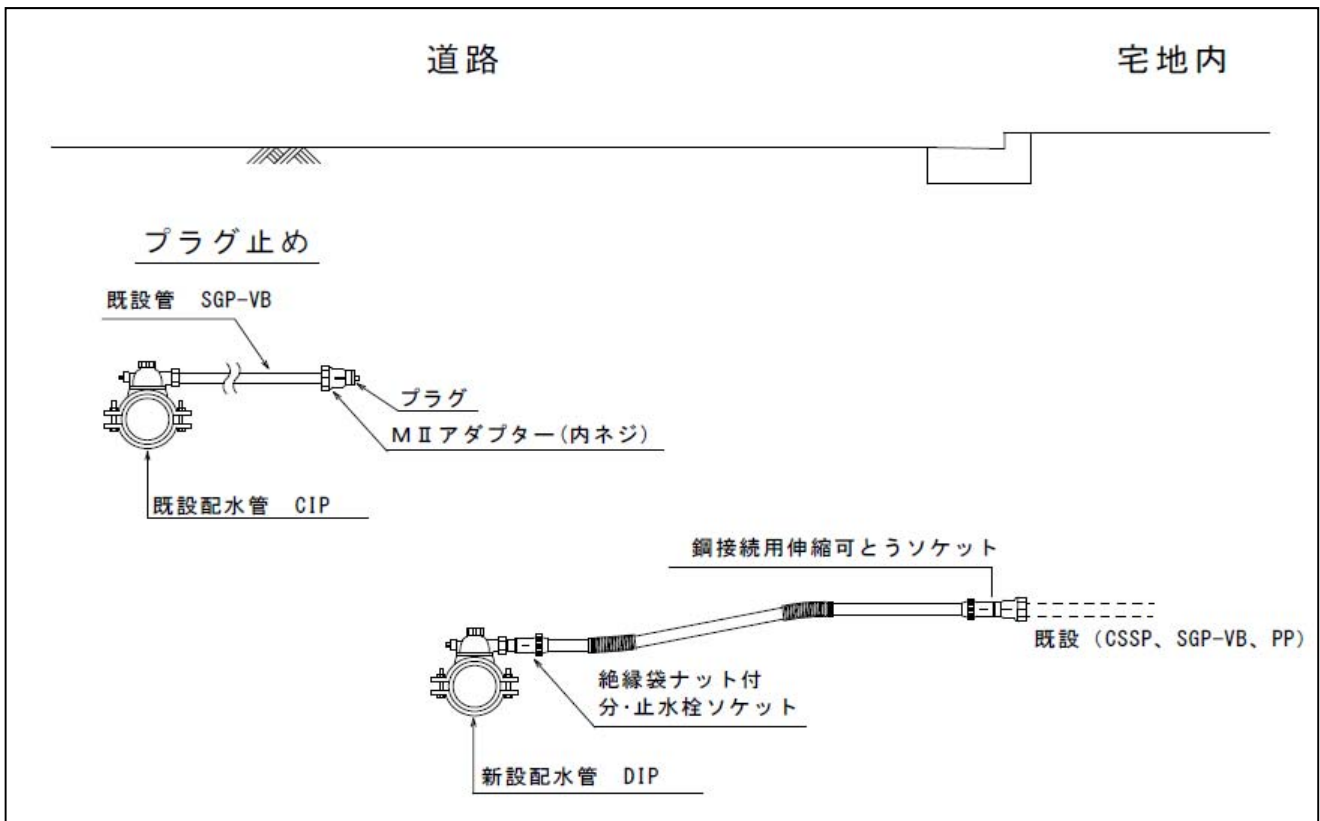 道路
宅地内
プラグ止め
既設管 SGP-VB
プラグ
MⅡアダプター(内ネジ)
既設配水管 CIP
鋼接続用伸縮可とうソケット
既設(CSSP、SGP-VB、PP)
絶縁袋ナット付
分・止水栓ソケット
新設配水管 DIP